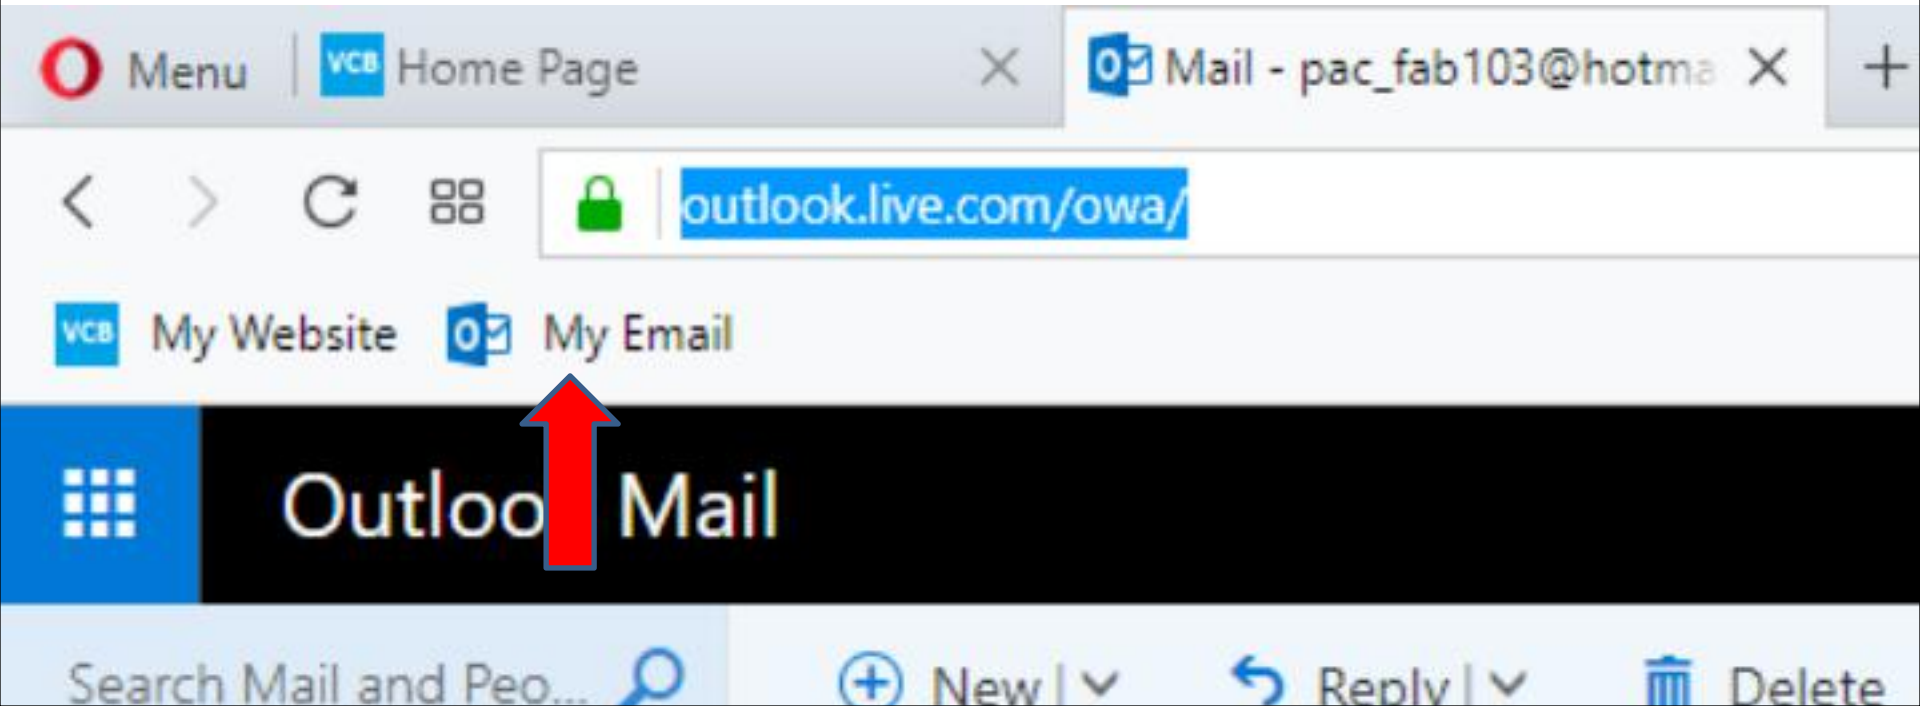 Menu VCB Home Page Mail - pac_fab103@hotma
outlook.live.com/owa/
VCB My Website My Email
Outloo Mail
Search Mail and Peo... New Reply Delete